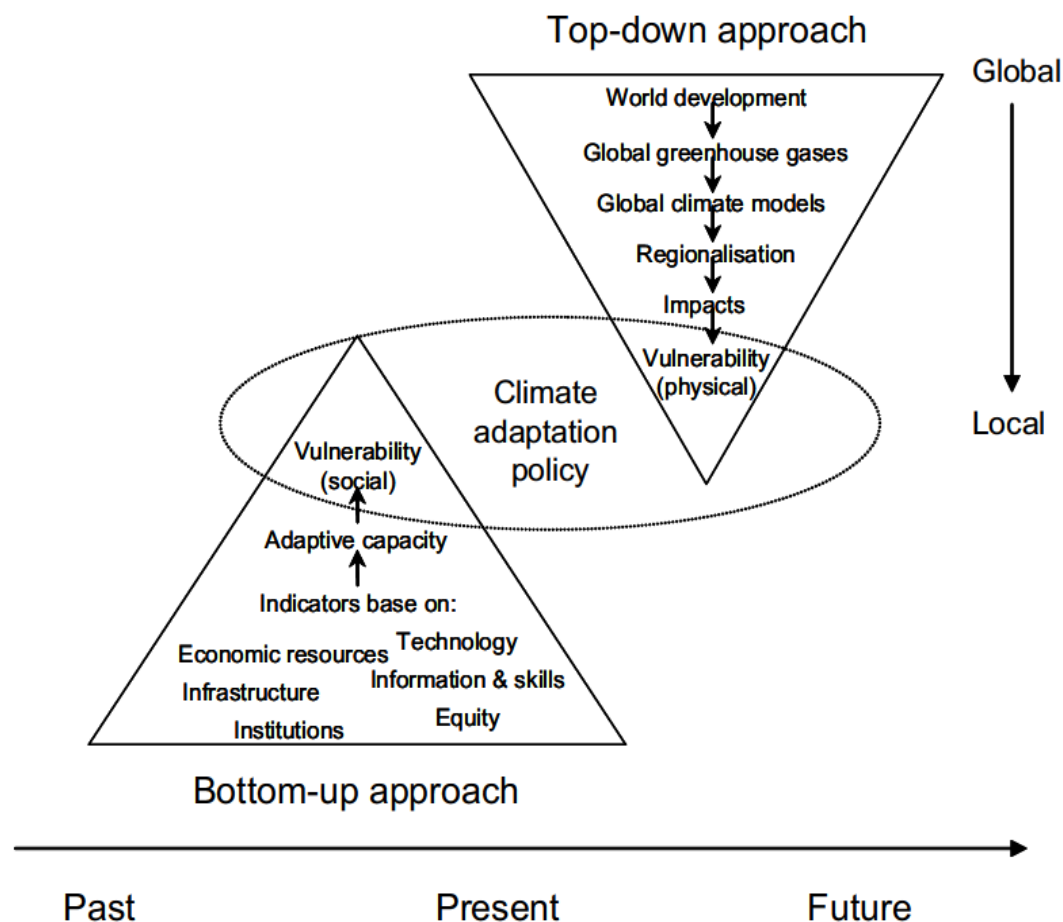 Top-down approach
Global
World development
Global greenhouse gases
Global climate models
Regionalisation
Impacts
Vulnerability
(physical)
Local
Climate
adaptation
policy
Vulnerability
(social)
Adaptive capacity
Indicators base on:
Technology
Economic resources
Information & skills
Infrastructure
Equity
Institutions
Bottom-up approach
Past
Present
Future